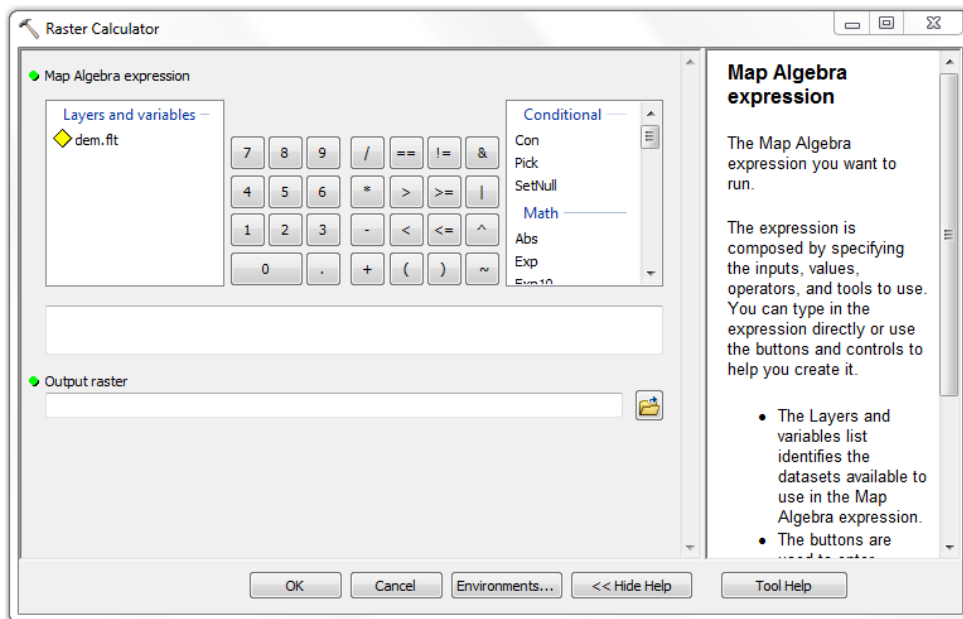 Raster Calculator
Map Algebra expression
Layers and variables
dem.flt
7 8 9 / == != &
4 5 6 * > >= |
1 2 3 - < <= ^
0 . + ( ) ~
Conditional
Con
Pick
SetNull
Math
Abs
Exp
Exp10
Output raster
OK Cancel Environments... << Hide Help Tool Help
Map Algebra
expression
The Map Algebra
expression you want to
run.
The expression is
composed by specifying
the inputs, values,
operators, and tools to use.
You can type in the
expression directly or use
the buttons and controls to
help you create it.
• The Layers and
variables list
identifies the
datasets available to
use in the Map
Algebra expression.
• The buttons are
used to enter